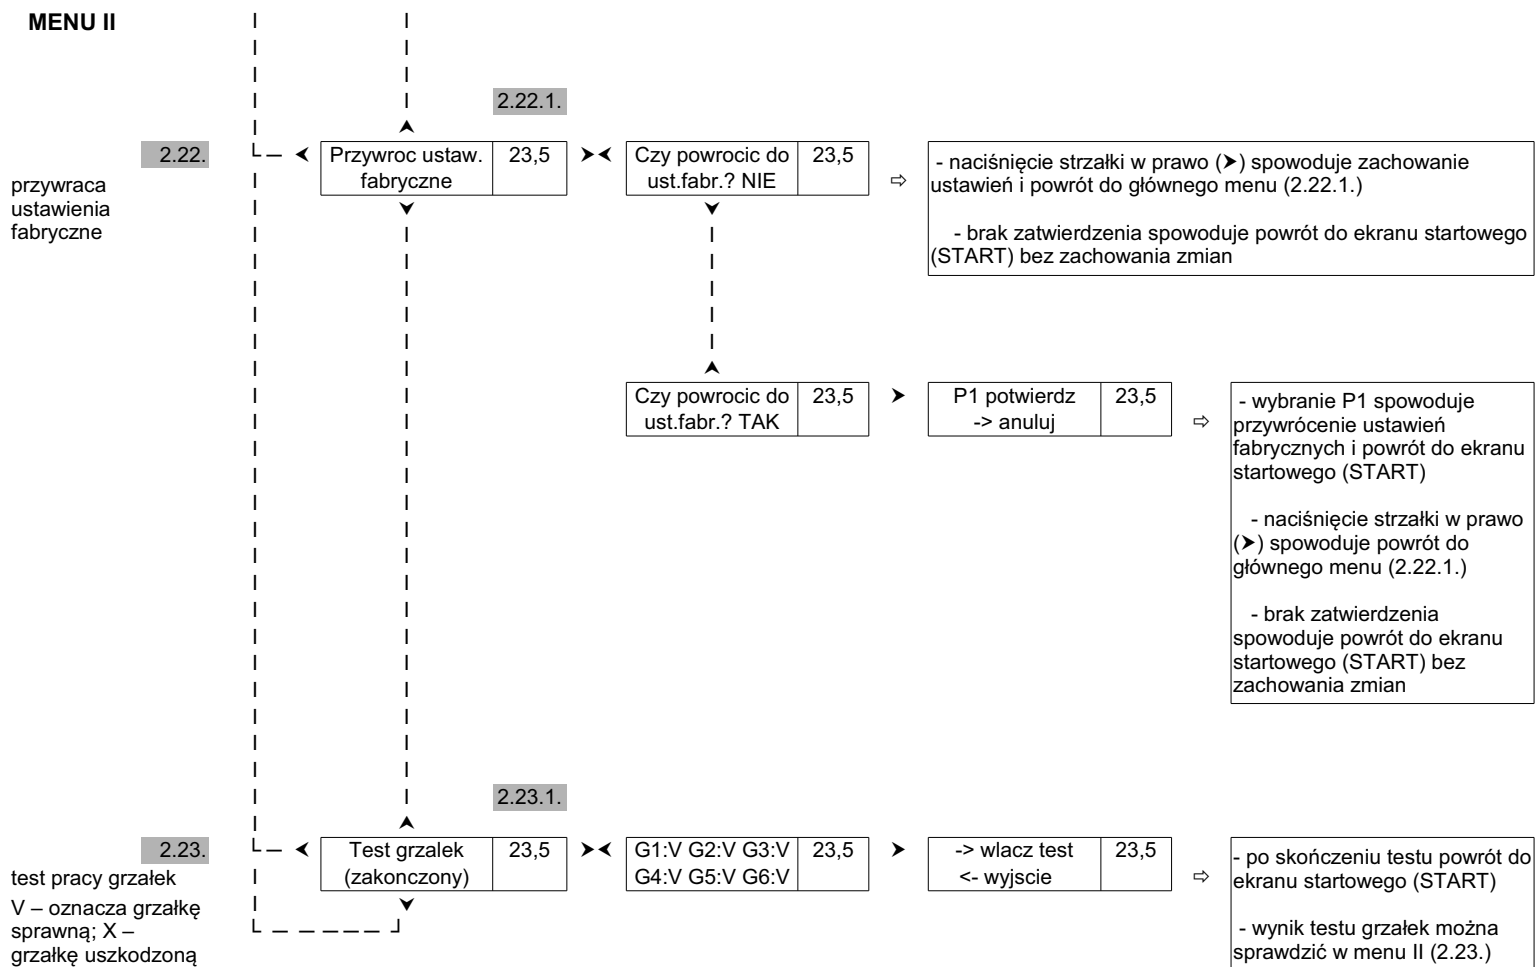 MENU II
2.22.1.
2.22.
Przywroc ustaw. 23,5
fabryczne
Czy powrocic do 23,5
ust.fabr.? NIE
- naciśnięcie strzałki w prawo (➤) spowoduje zachowanie
ustawień i powrót do głównego menu (2.22.1.)
- brak zatwierdzenia spowoduje powrót do ekranu startowego
(START) bez zachowania zmian
przywraca
ustawienia
fabryczne
Czy powrocic do 23,5
ust.fabr.? TAK
P1 potwierdz 23,5
-> anuluj
- wybranie P1 spowoduje
przywrócenie ustawień
fabrycznych i powrót do ekranu
startowego (START)
- naciśnięcie strzałki w prawo
(➤) spowoduje powrót do
głównego menu (2.22.1.)
- brak zatwierdzenia
spowoduje powrót do ekranu
startowego (START) bez
zachowania zmian
2.23.1.
2.23.
Test grzalek 23,5
(zakonczony)
G1:V G2:V G3:V 23,5
G4:V G5:V G6:V
-> wlacz test 23,5
<- wyjscie
- po skończeniu testu powrót do
ekranu startowego (START)
- wynik testu grzałek można
sprawdzić w menu II (2.23.)
test pracy grzałek
V – oznacza grzałkę
sprawną; X –
grzałkę uszkodzoną